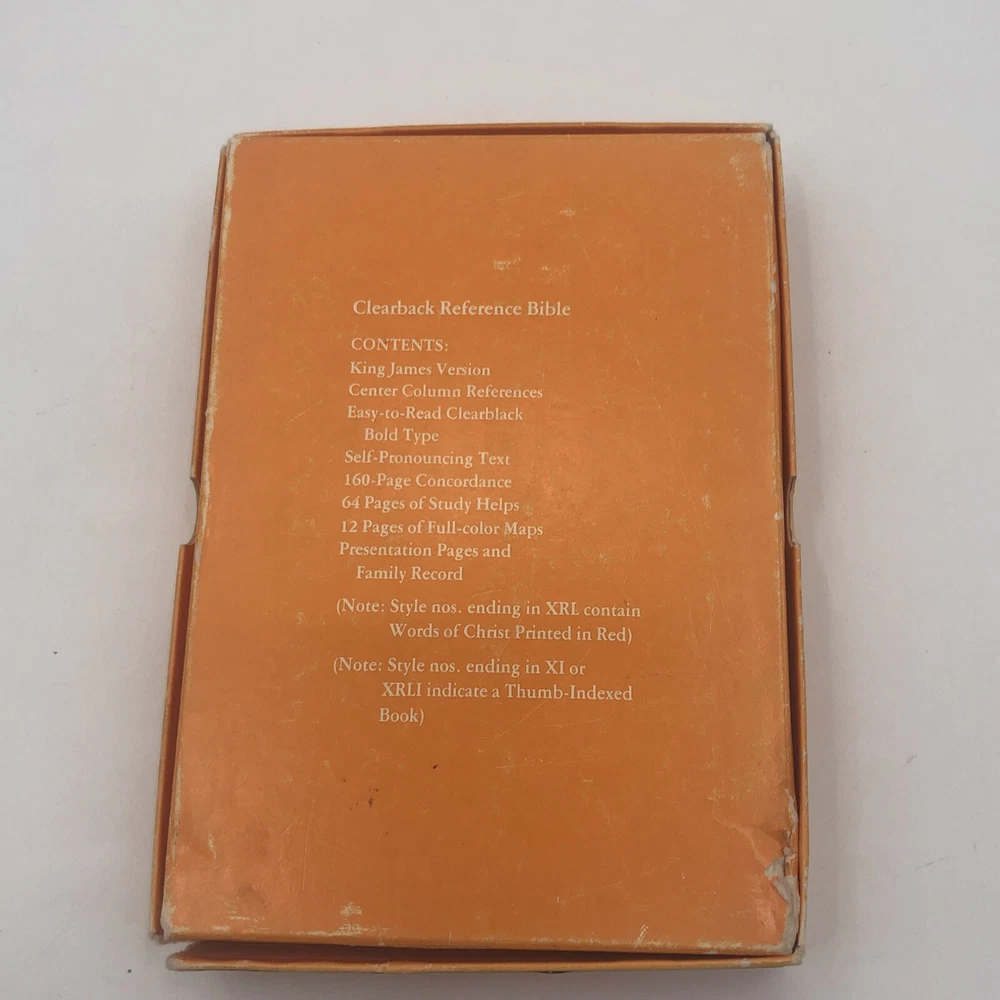 Clearback Reference Bible
CONTENTS:
King James Version
Center Column References
Easy-to-Read Clearblack
Bold Type
Self-Pronouncing Text
160-Page Concordance
64 Pages of Study Helps
12 Pages of Full-color Maps
Presentation Pages and
Family Record
(Note: Style nos. ending in XRL contain
Words of Christ Printed in Red)
(Note: Style nos. ending in XI or
XRLI indicate a Thumb-Indexed
Book)